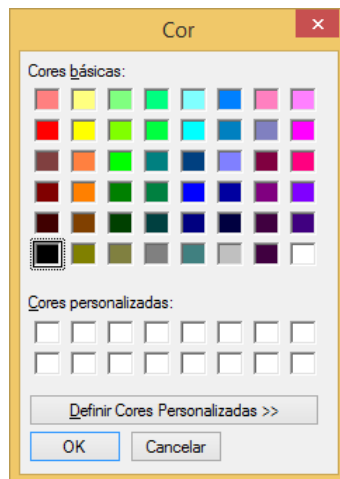 Cor
Cores básicas:
Cores personalizadas:
Definir Cores Personalizadas >>
OK
Cancelar